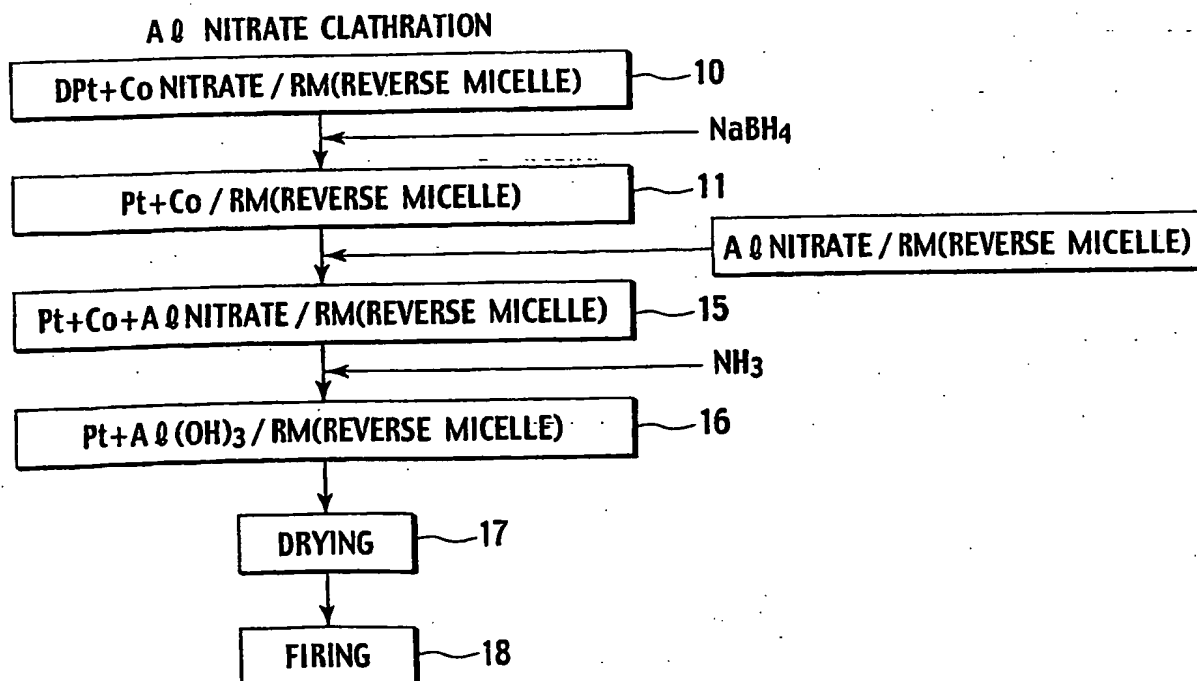 Aℓ NITRATE CLATHRATION
DPt+Co NITRATE / RM(REVERSE MICELLE)
10
NaBH4
Pt+Co / RM(REVERSE MICELLE)
11
Aℓ NITRATE / RM(REVERSE MICELLE)
Pt+Co+Aℓ NITRATE / RM(REVERSE MICELLE)
15
NH3
Pt+Aℓ(OH)3 / RM(REVERSE MICELLE)
16
DRYING
17
FIRING
18